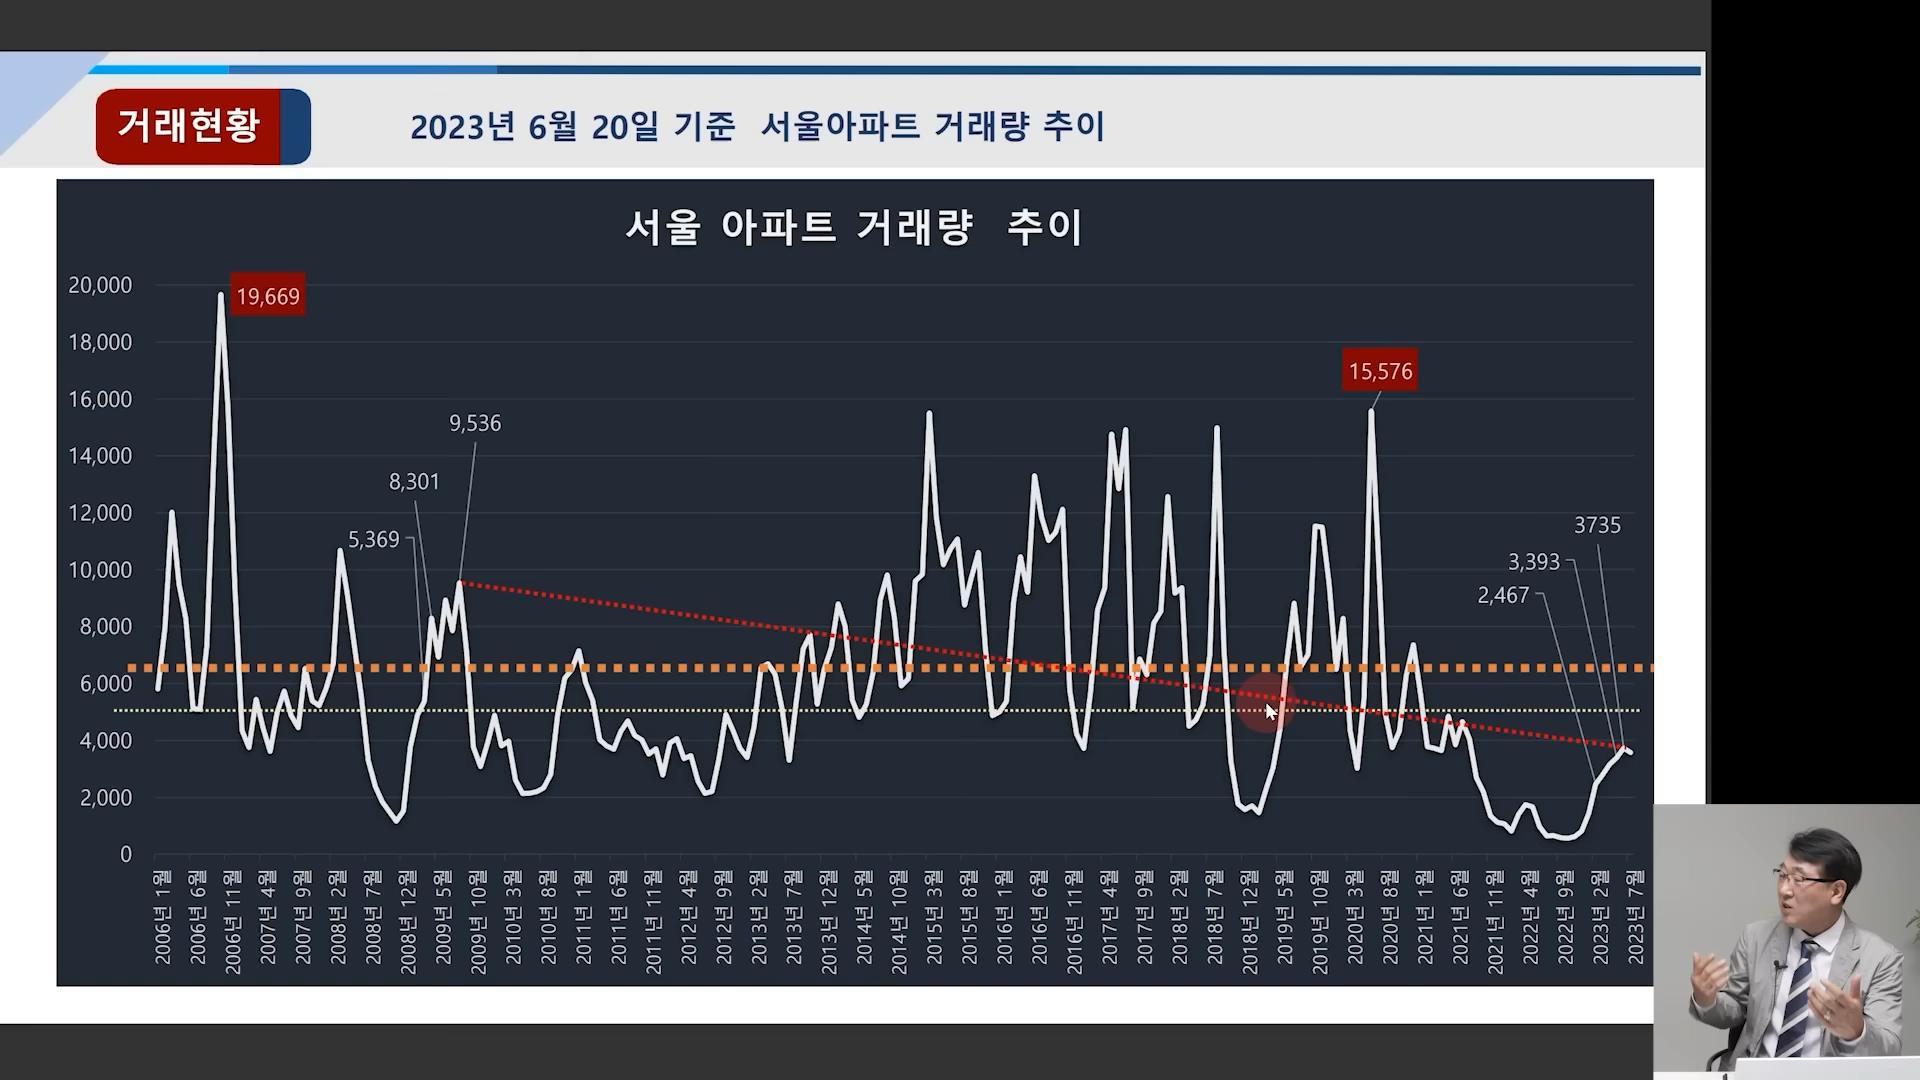 거래현황
2023년 6월 20일 기준 서울아파트 거래량 추이
서울 아파트 거래량 추이
20,000
18,000
16,000
14,000
12,000
10,000
8,000
6,000
4,000
2,000
0
19,669
5,369
8,301
9,536
15,576
2,467
3,393
3735
2006년 1월
2006년 6월
2006년 11월
2007년 4월
2007년 9월
2008년 2월
2008년 7월
2008년 12월
2009년 5월
2009년 10월
2010년 3월
2010년 8월
2011년 1월
2011년 6월
2011년 11월
2012년 4월
2012년 9월
2013년 2월
2013년 7월
2013년 12월
2014년 5월
2014년 10월
2015년 3월
2015년 8월
2016년 1월
2016년 6월
2016년 11월
2017년 4월
2017년 9월
2018년 2월
2018년 7월
2018년 12월
2019년 5월
2019년 10월
2020년 3월
2020년 8월
2021년 1월
2021년 6월
2021년 11월
2022년 4월
2022년 9월
2023년 2월
2023년 7월